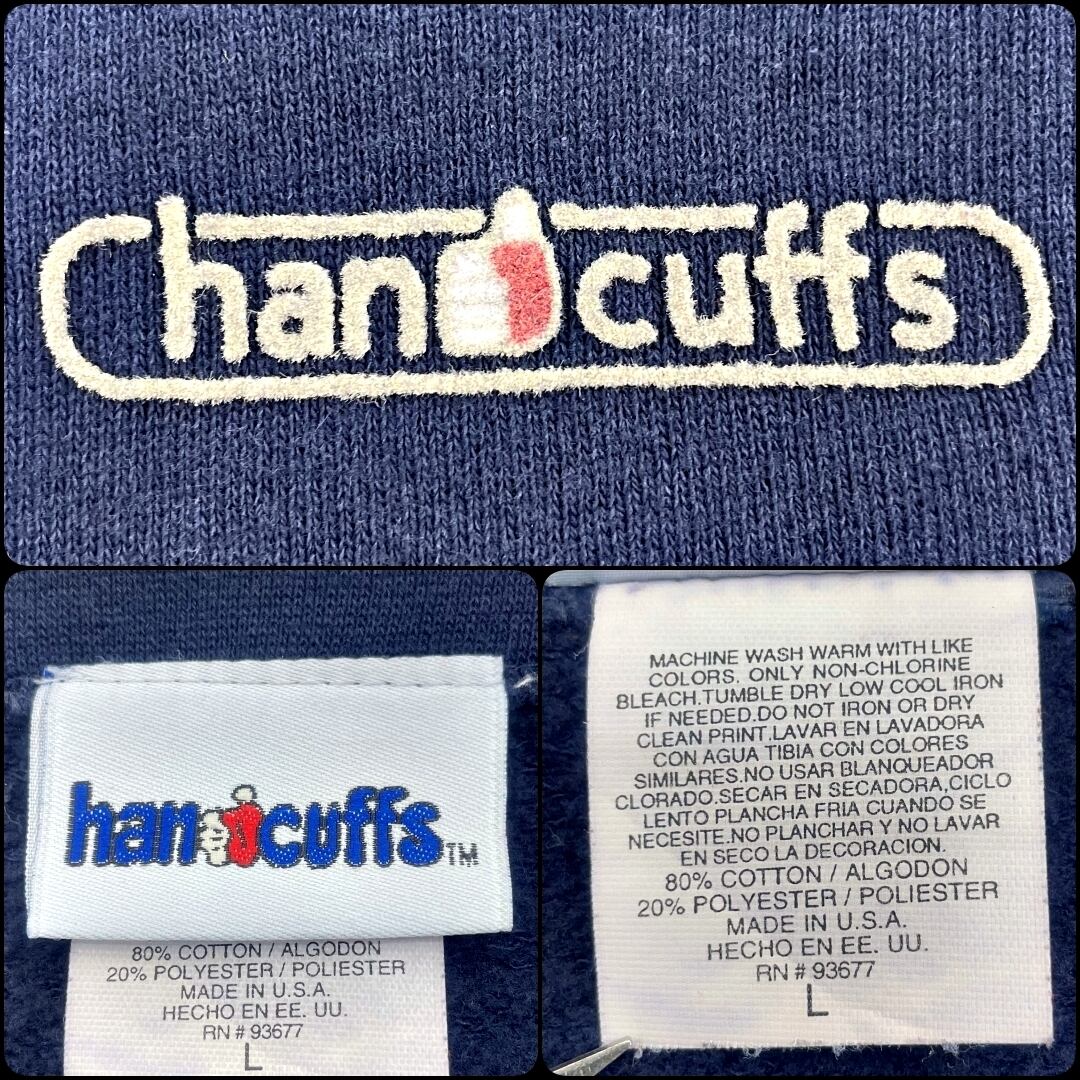 handcuffs
handcuffs TM
80% COTTON / ALGODON
20% POLYESTER / POLIESTER
MADE IN U.S.A.
HECHO EN EE. UU.
RN # 93677
L
MACHINE WASH WARM WITH LIKE
COLORS. ONLY NON-CHLORINE
BLEACH.TUMBLE DRY LOW COOL IRON
IF NEEDED.DO NOT IRON OR DRY
CLEAN PRINT.LAVAR EN LAVADORA
CON AGUA TIBIA CON COLORES
SIMILARES.NO USAR BLANQUEADOR
CLORADO.SECAR EN SECADORA,CICLO
LENTO PLANCHA FRIA CUANDO SE
NECESITE.NO PLANCHAR Y NO LAVAR
EN SECO LA DECORACION.
80% COTTON / ALGODON
20% POLYESTER / POLIESTER
MADE IN U.S.A.
HECHO EN EE. UU.
RN # 93677
L